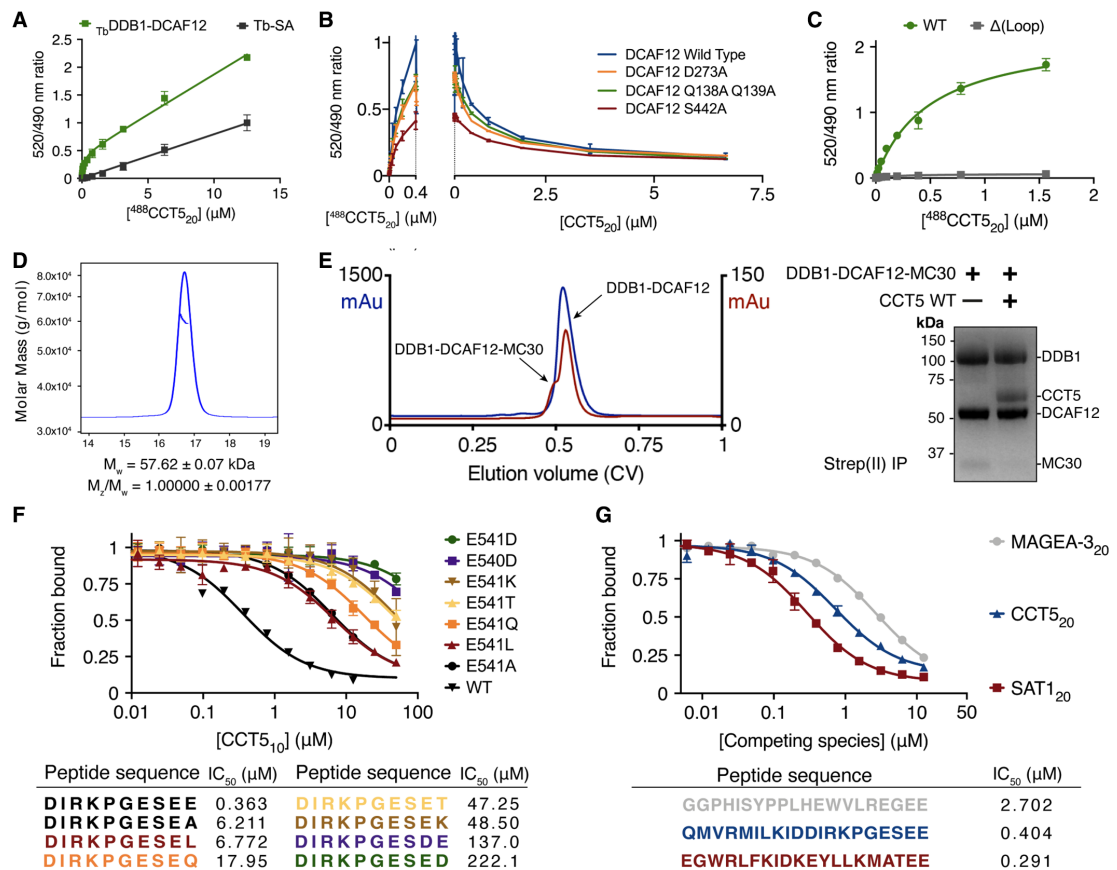 A
TbDDB1-DCAF12
Tb-SA
2.5
2
1.5
1
0.5
0
520/490 nm ratio
0
5
10
15
[488CCT520] (µM)
B
1
0.5
0
520/490 nm ratio
DCAF12 Wild Type
DCAF12 D273A
DCAF12 Q138A Q139A
DCAF12 S442A
0
0.4
0
2.5
5
7.5
[488CCT520] (µM)
[CCT520] (µM)
C
WT
Δ(Loop)
2
1
0
520/490 nm ratio
0
0.5
1
1.5
2
[488CCT520] (µM)
D
8.0x10⁴
7.0x10⁴
6.0x10⁴
5.0x10⁴
4.0x10⁴
3.0x10⁴
Molar Mass (g/mol)
14
15
16
17
18
19
Mw = 57.62 ± 0.07 kDa
Mz/Mw = 1.00000 ± 0.00177
E
1500
mAu
0
150
mAu
0
DDB1-DCAF12
DDB1-DCAF12-MC30
0
0.25
0.5
0.75
1
Elution volume (CV)
DDB1-DCAF12-MC30 + +
CCT5 WT — +
kDa
150
100
75
50
37
DDB1
CCT5
DCAF12
MC30
Strep(II) IP
F
1
0.75
0.5
0.25
0
Fraction bound
0.01
0.1
1
10
100
[CCT510] (µM)
E541D
E540D
E541K
E541T
E541Q
E541L
E541A
WT
Peptide sequence IC50 (µM) Peptide sequence IC50 (µM)
DIRKPGESEE 0.363 DIRKPGESET 47.25
DIRKPGESEA 6.211 DIRKPGESEK 48.50
DIRKPGESEL 6.772 DIRKPGESDE 137.0
DIRKPGESEQ 17.95 DIRKPGESED 222.1
G
1
0.75
0.5
0.25
0
Fraction bound
0.01
0.1
1
10
50
[Competing species] (µM)
MAGEA-320
CCT520
SAT120
Peptide sequence IC50 (µM)
GGPHISYPPLHEWVLREGEE 2.702
QMVRMILKIDDIRKPGESEE 0.404
EGWRLFKIDKEYLLKMATEE 0.291